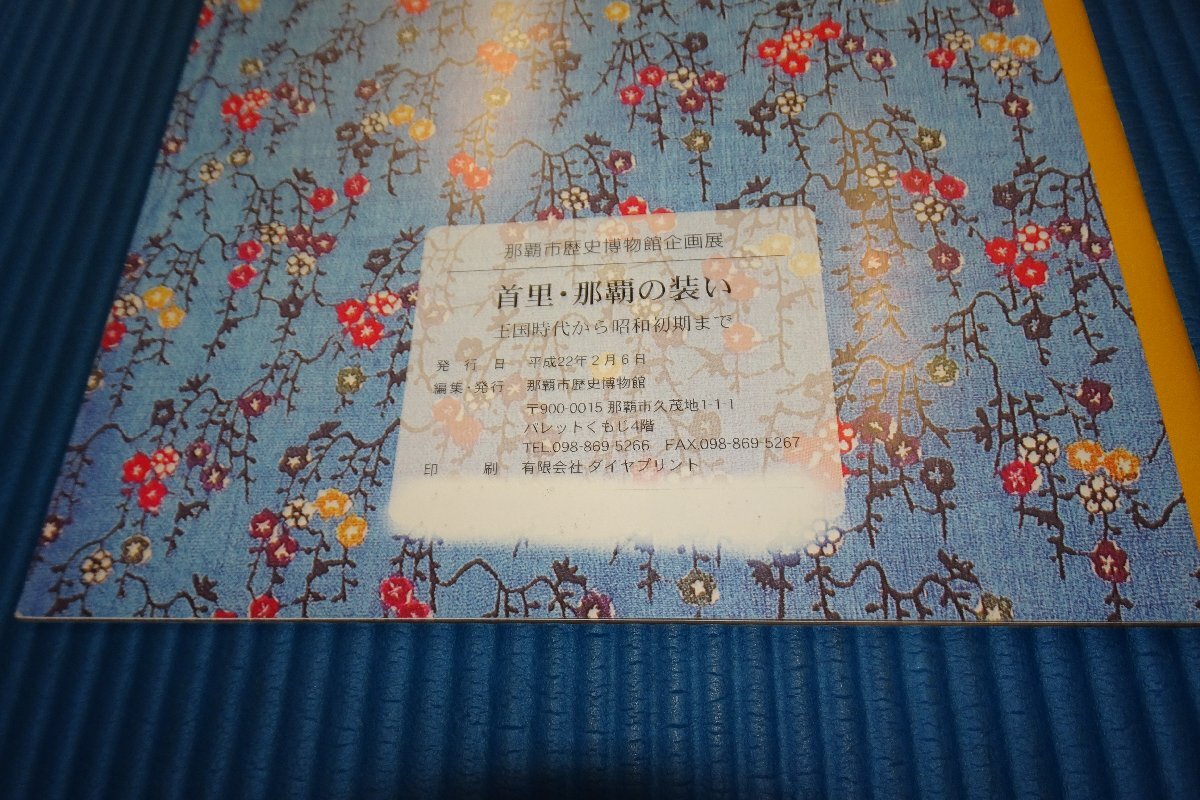 那覇市歴史博物館企画展
首里・那覇の装い
王国時代から昭和初期まで
発行日 平成22年2月6日
編集・発行 那覇市歴史博物館
〒900-0015 那覇市久茂地1-1-1
パレットくもじ4階
TEL.098-869-5266 FAX.098-869-5267
印刷 有限会社 ダイヤプリント